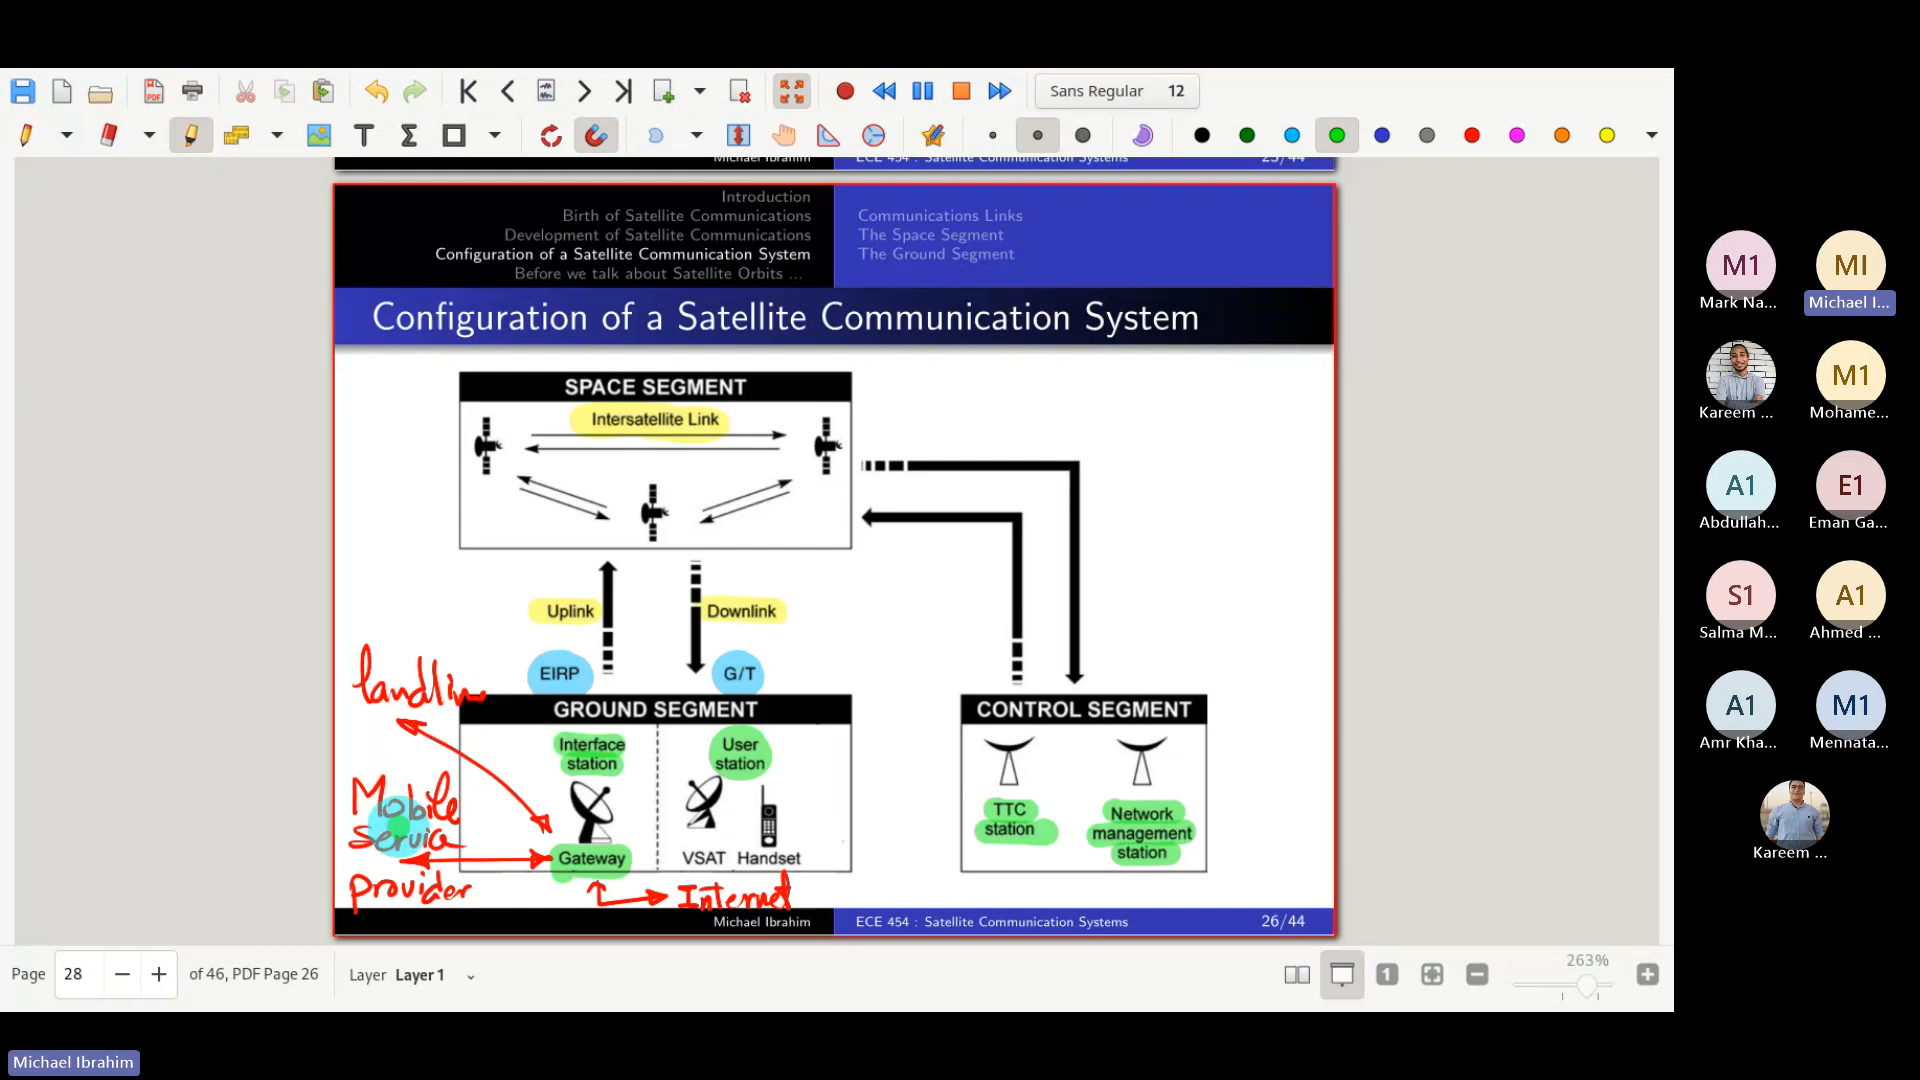 Sans Regular 12
Michael Ibrahim ECE 454 : Satellite Communication Systems 25/44
Introduction
Birth of Satellite Communications
Development of Satellite Communications
Configuration of a Satellite Communication System
Before we talk about Satellite Orbits ...
Communications Links
The Space Segment
The Ground Segment
Configuration of a Satellite Communication System
SPACE SEGMENT
Intersatellite Link
Uplink
Downlink
EIRP
G/T
landline
GROUND SEGMENT
CONTROL SEGMENT
Interface
station
User
station
Mobile
Service
Provider
Gateway
VSAT Handset
TTC
station
Network
management
station
Internet
Michael Ibrahim ECE 454 : Satellite Communication Systems 26/44
Page 28 of 46, PDF Page 26 Layer Layer 1
1
263%
M1
Mark Na...
MI
Michael I...
Kareem ...
M1
Mohame...
A1
Abdullah...
E1
Eman Ga...
S1
Salma M...
A1
Ahmed ...
A1
Amr Kha...
M1
Mennata...
Kareem ...
Michael Ibrahim